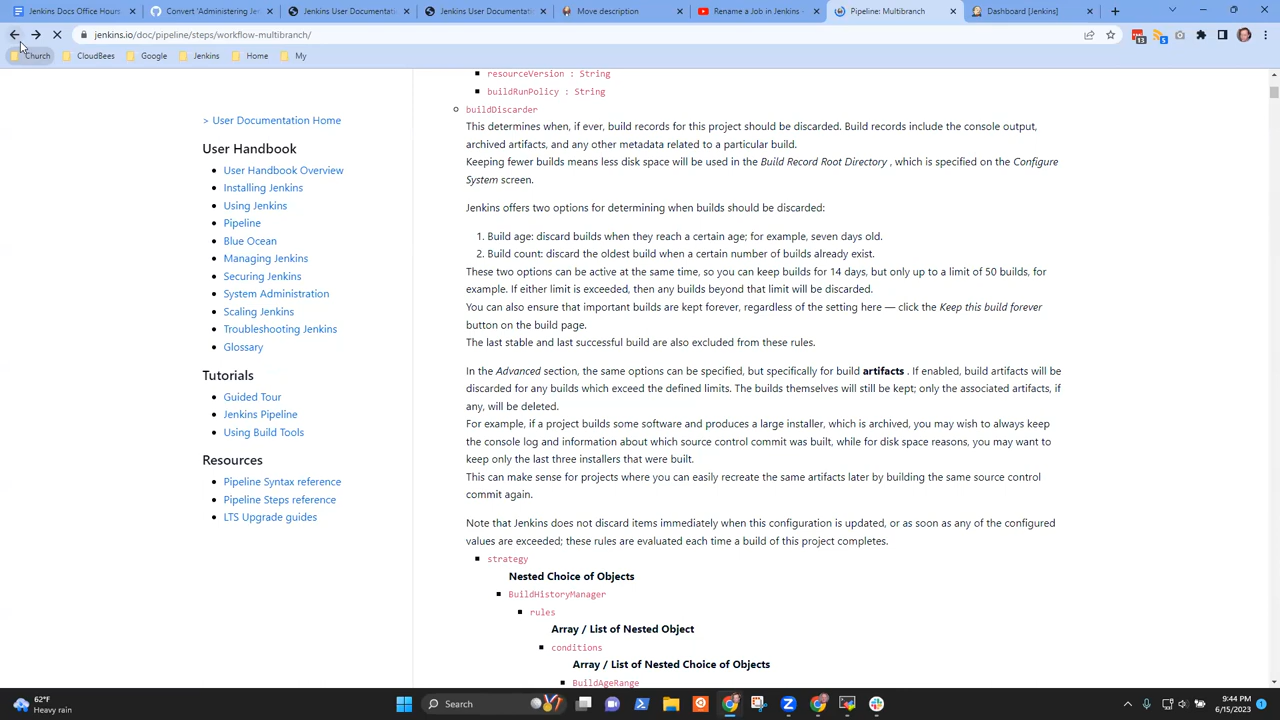 Jenkins Docs Office Hours
Convert 'Administering Jen
Jenkins User Documentati
Jenkins User Documentati
Move description
Rename a Job in Jenkins -
Pipeline: Multibranch
Dashboard [Jenkins]
jenkins.io/doc/pipeline/steps/workflow-multibranch/
Church
CloudBees
Google
Jenkins
Home
My
> User Documentation Home
User Handbook
User Handbook Overview
Installing Jenkins
Using Jenkins
Pipeline
Blue Ocean
Managing Jenkins
Securing Jenkins
System Administration
Scaling Jenkins
Troubleshooting Jenkins
Glossary
Tutorials
Guided Tour
Jenkins Pipeline
Using Build Tools
Resources
Pipeline Syntax reference
Pipeline Steps reference
LTS Upgrade guides
resourceVersion : String
buildRunPolicy : String
buildDiscarder
This determines when, if ever, build records for this project should be discarded. Build records include the console output,
archived artifacts, and any other metadata related to a particular build.
Keeping fewer builds means less disk space will be used in the Build Record Root Directory , which is specified on the Configure
System screen.
Jenkins offers two options for determining when builds should be discarded:
1. Build age: discard builds when they reach a certain age; for example, seven days old.
2. Build count: discard the oldest build when a certain number of builds already exist.
These two options can be active at the same time, so you can keep builds for 14 days, but only up to a limit of 50 builds, for
example. If either limit is exceeded, then any builds beyond that limit will be discarded.
You can also ensure that important builds are kept forever, regardless of the setting here — click the Keep this build forever
button on the build page.
The last stable and last successful build are also excluded from these rules.
In the Advanced section, the same options can be specified, but specifically for build artifacts . If enabled, build artifacts will be
discarded for any builds which exceed the defined limits. The builds themselves will still be kept; only the associated artifacts, if
any, will be deleted.
For example, if a project builds some software and produces a large installer, which is archived, you may wish to always keep
the console log and information about which source control commit was built, while for disk space reasons, you may want to
keep only the last three installers that were built.
This can make sense for projects where you can easily recreate the same artifacts later by building the same source control
commit again.
Note that Jenkins does not discard items immediately when this configuration is updated, or as soon as any of the configured
values are exceeded; these rules are evaluated each time a build of this project completes.
strategy
Nested Choice of Objects
BuildHistoryManager
rules
Array / List of Nested Object
conditions
Array / List of Nested Choice of Objects
BuildAgeRange
62°F
Heavy rain
Search
9:44 PM
6/15/2023